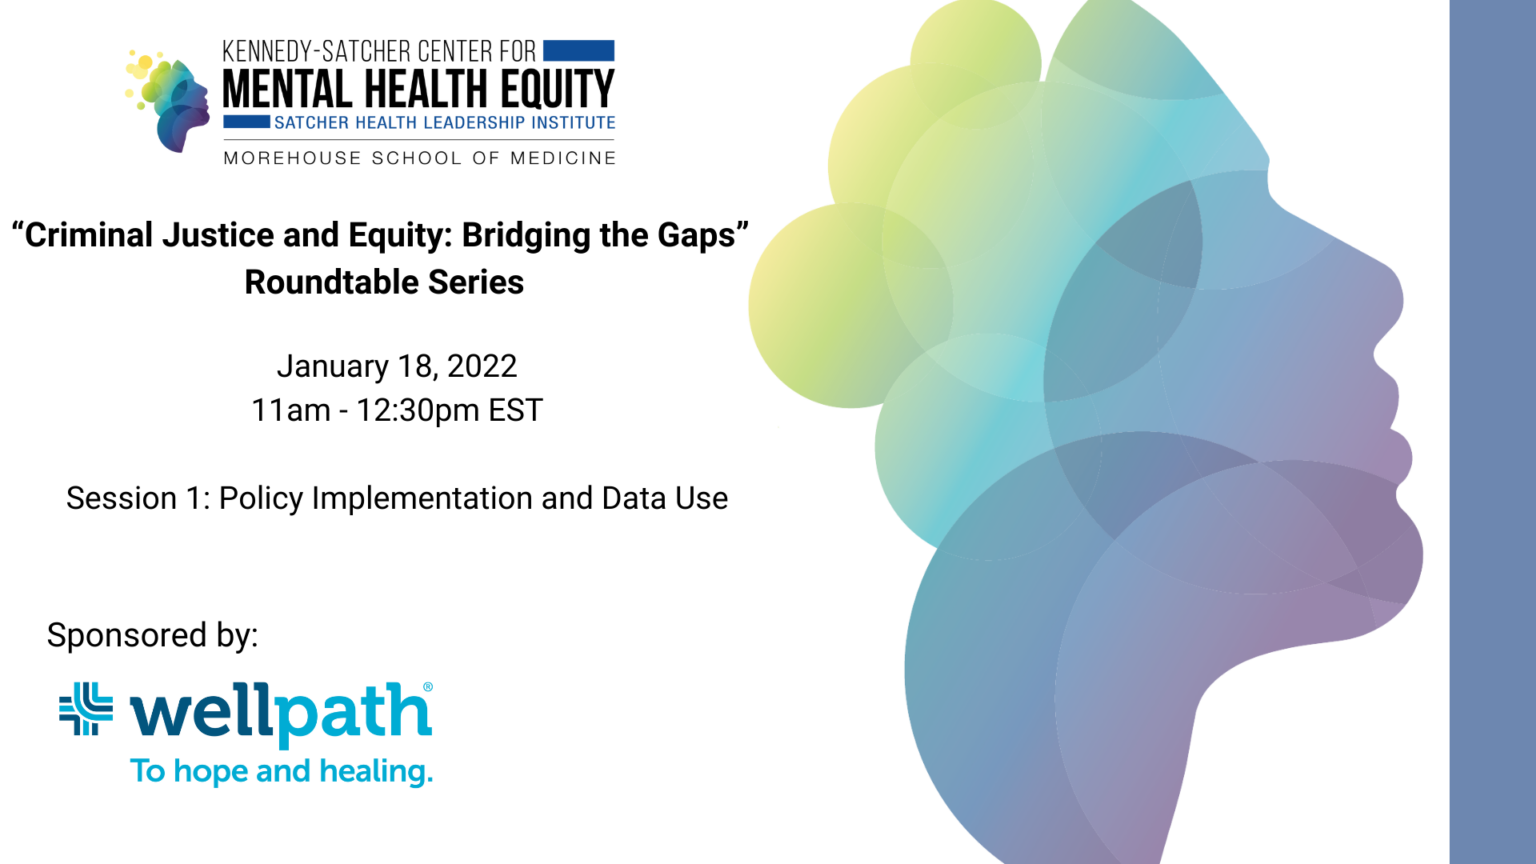 KENNEDY-SATCHER CENTER FOR
MENTAL HEALTH EQUITY
SATCHER HEALTH LEADERSHIP INSTITUTE
MOREHOUSE SCHOOL OF MEDICINE
“Criminal Justice and Equity: Bridging the Gaps”
Roundtable Series
January 18, 2022
11am - 12:30pm EST
Session 1: Policy Implementation and Data Use
Sponsored by:
wellpath®
To hope and healing.